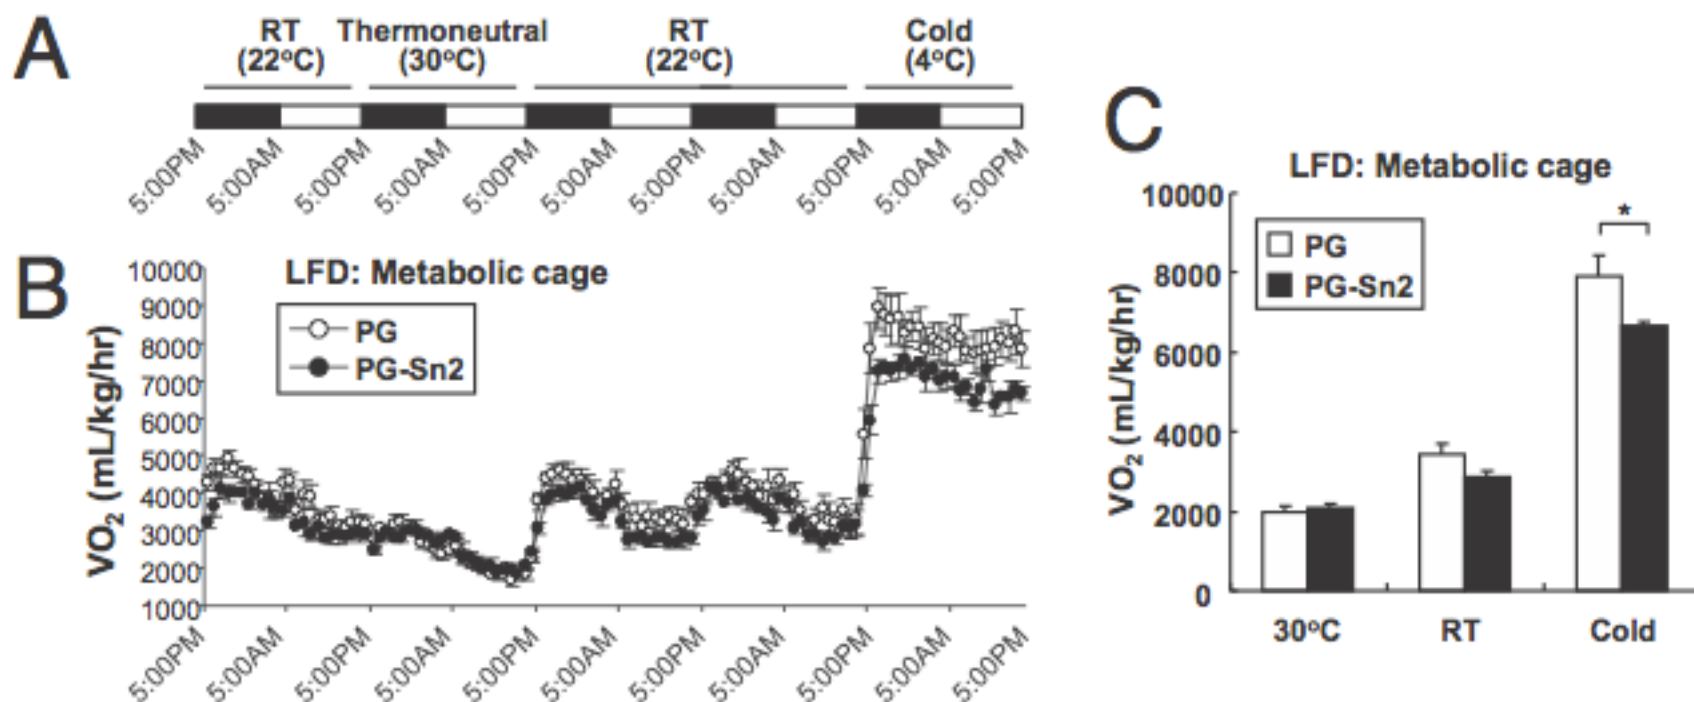 A
RT Thermoneutral RT Cold
(22°C) (30°C) (22°C) (4°C)
5:00PM 5:00AM 5:00PM 5:00AM 5:00PM 5:00AM 5:00PM 5:00AM 5:00PM 5:00AM 5:00PM
B
LFD: Metabolic cage
PG
PG-Sn2
VO2 (mL/kg/hr)
10000
9000
8000
7000
6000
5000
4000
3000
2000
1000
5:00PM 5:00AM 5:00PM 5:00AM 5:00PM 5:00AM 5:00PM 5:00AM 5:00PM 5:00AM 5:00PM
C
LFD: Metabolic cage
PG
PG-Sn2
*
VO2 (mL/kg/hr)
10000
8000
6000
4000
2000
0
30°C RT Cold